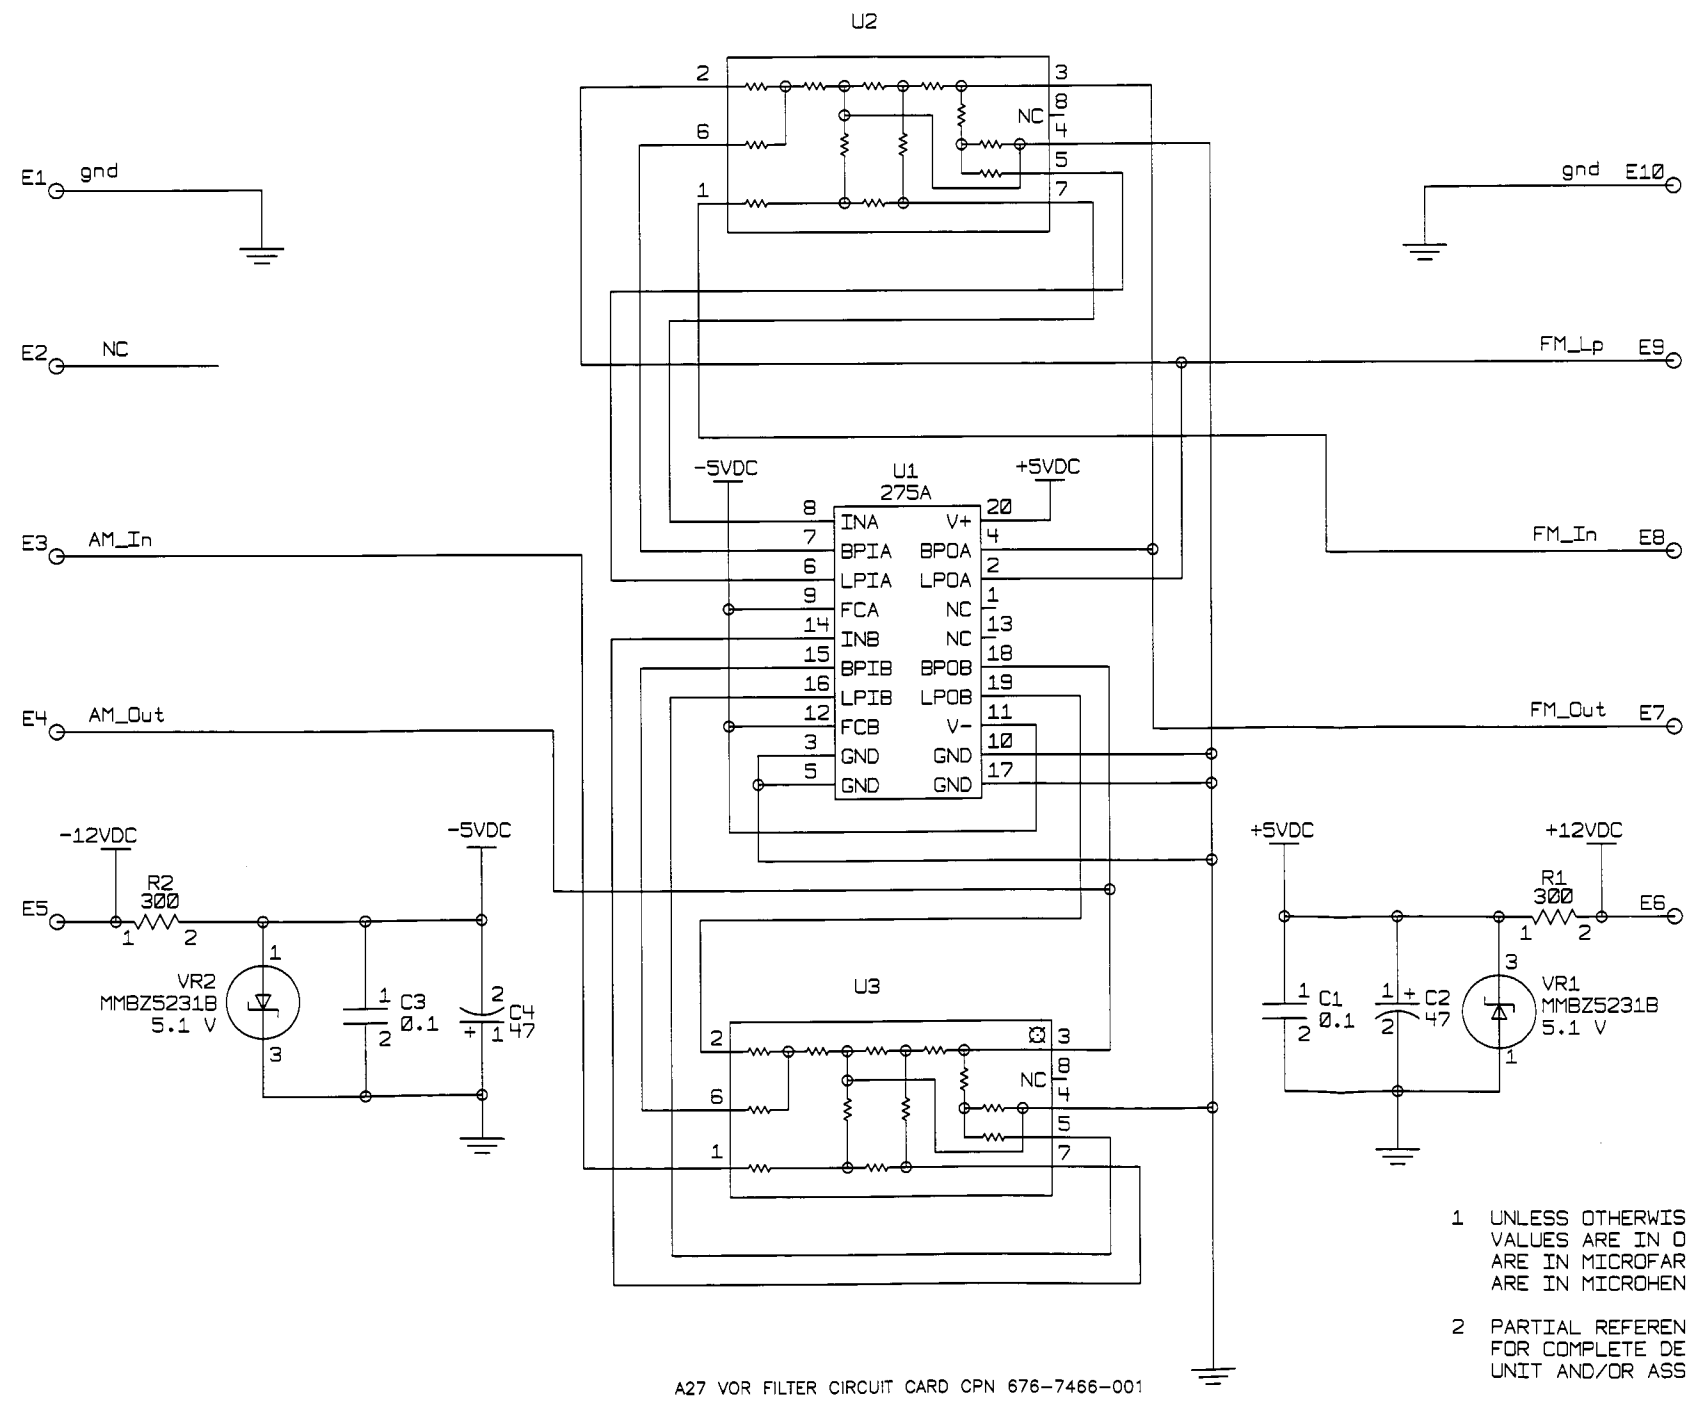 U2
2
3
NC
8
4
6
5
1
7
E1 gnd
gnd E10
E2 NC
FM_Lp E9
-5VDC
U1
275A
+5VDC
8 INA V+ 20
7 BPIA BPOA 4
6 LPIA LPOA 2
9 FCA NC 1
14 INB NC 13
15 BPIB BPOB 18
16 LPIB LPOB 19
12 FCB V- 11
3 GND GND 10
5 GND GND 17
E3 AM_In
FM_In E8
E4 AM_Out
FM_Out E7
-12VDC
-5VDC
+5VDC
+12VDC
E5
R2
300
1 2
R1
300
1 2
E6
1
VR2
MMBZ5231B
5.1 V
3
1 C3
0.1
2
2
C4
+ 1 47
U3
1 C1
0.1
2
1 + C2
47
2
3
VR1
MMBZ5231B
5.1 V
1
2
3
NC
8
4
6
5
1
7
1 UNLESS OTHERWIS
VALUES ARE IN O
ARE IN MICROFAR
ARE IN MICROHEN
2 PARTIAL REFEREN
FOR COMPLETE DE
UNIT AND/OR ASS
A27 VOR FILTER CIRCUIT CARD CPN 676-7466-001